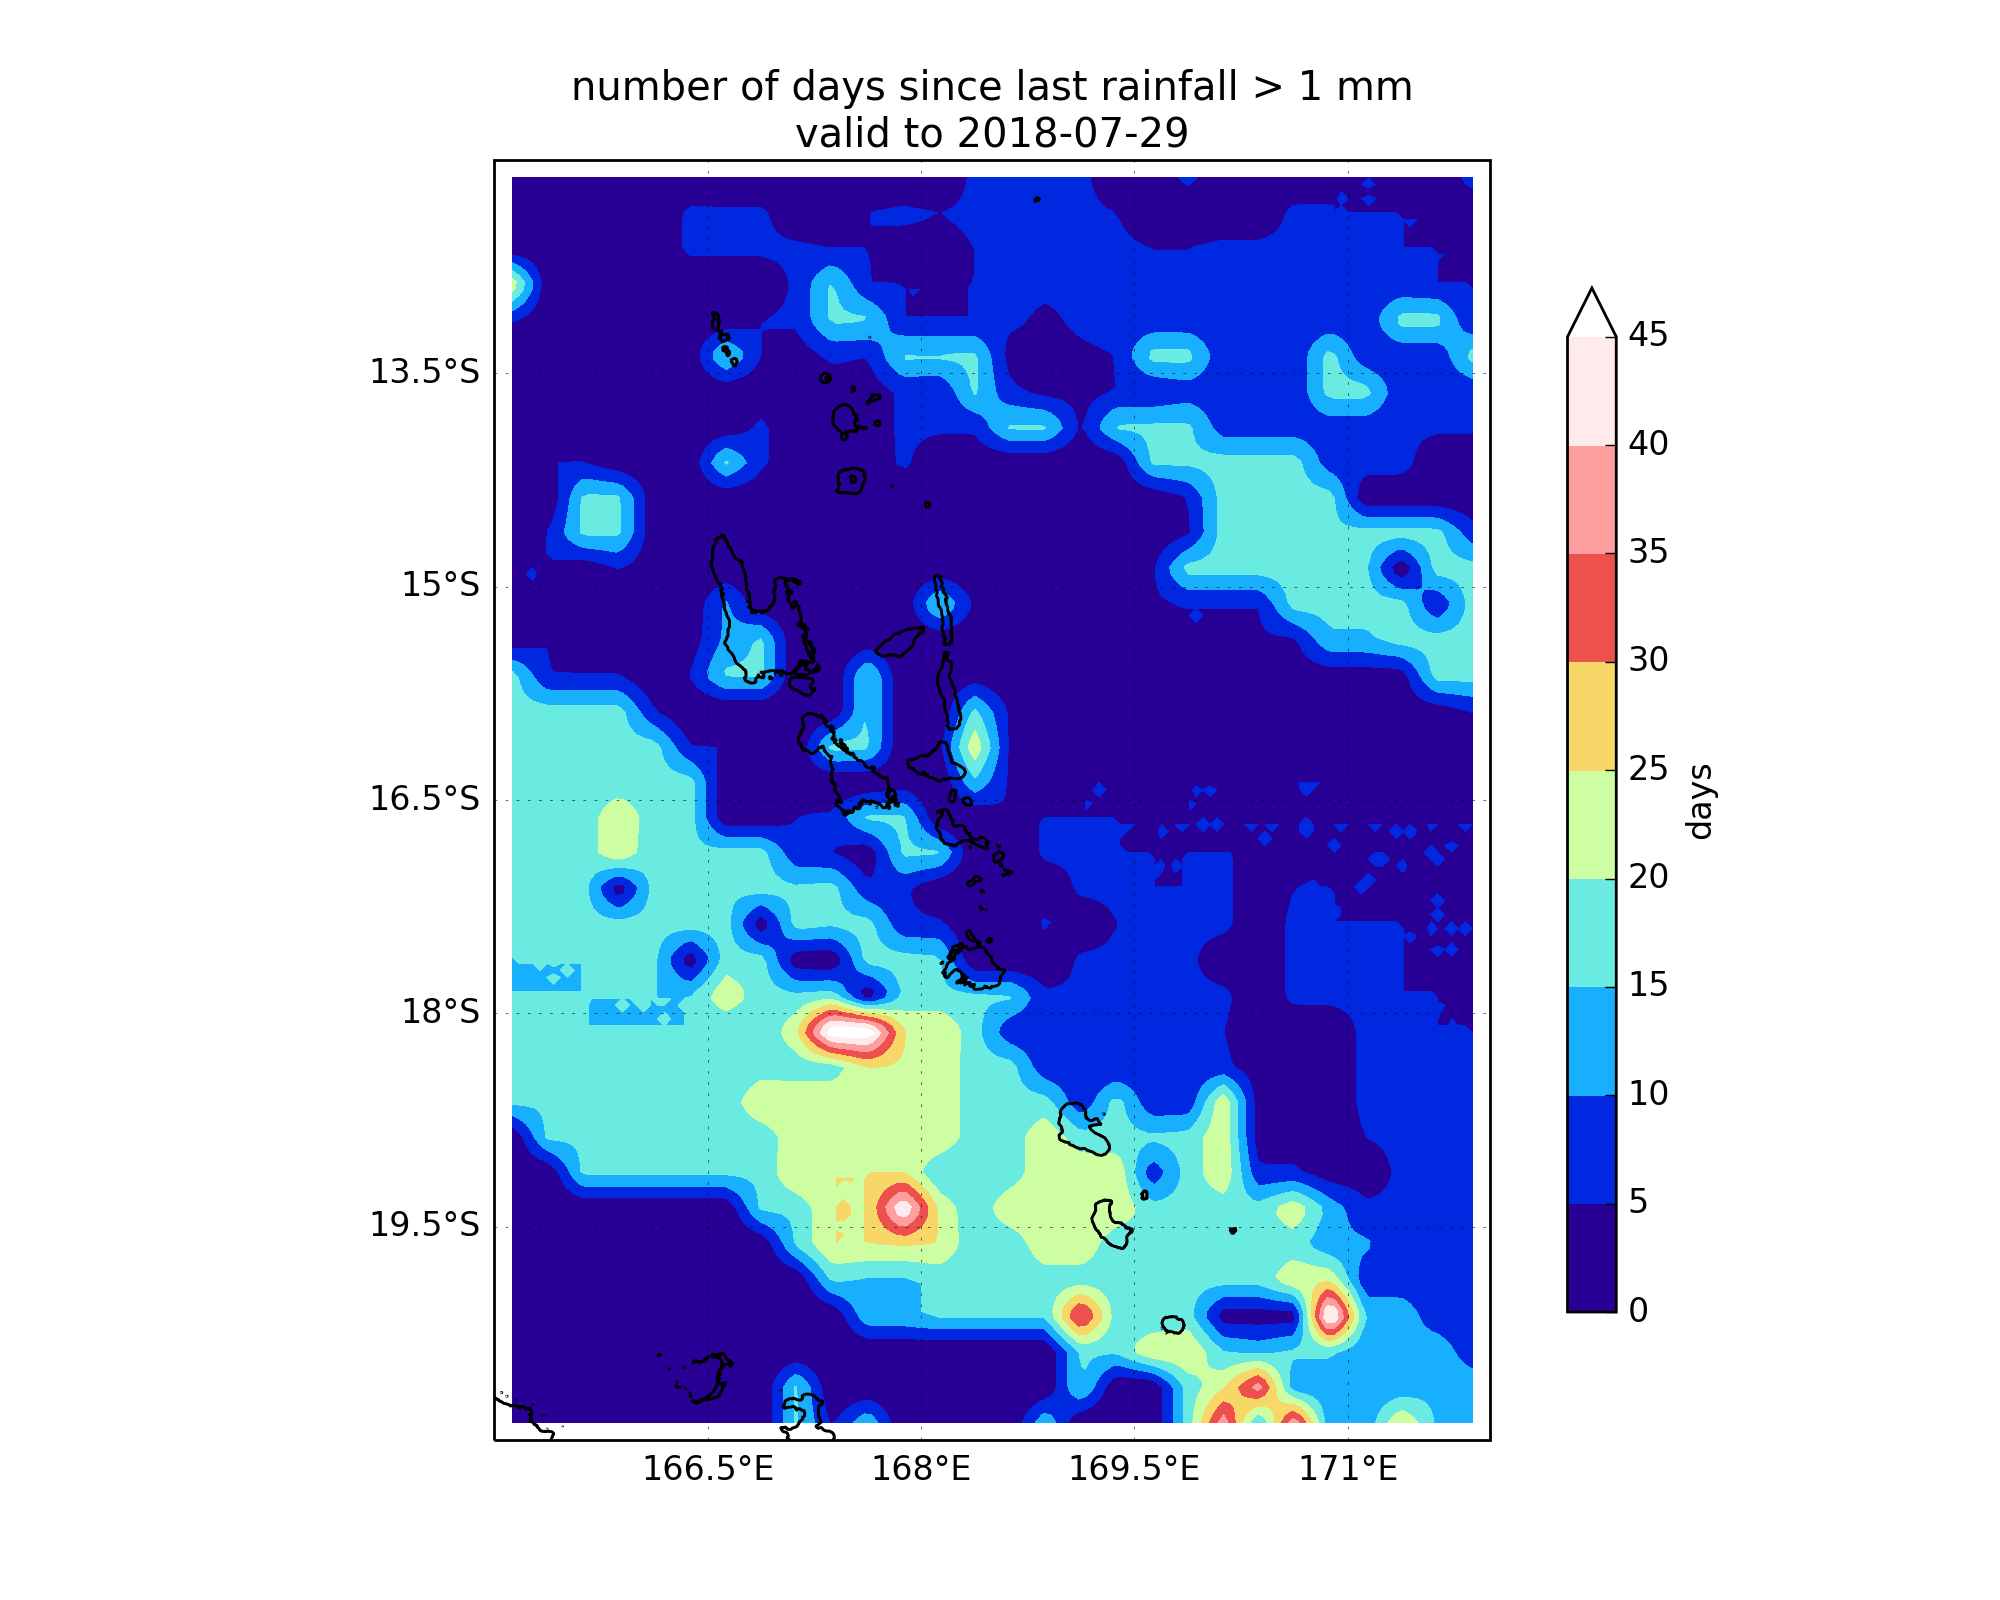 number of days since last rainfall > 1 mm
valid to 2018-07-29
13.5°S
15°S
16.5°S
18°S
19.5°S
166.5°E
168°E
169.5°E
171°E
45
40
35
30
25
20
15
10
5
0
days